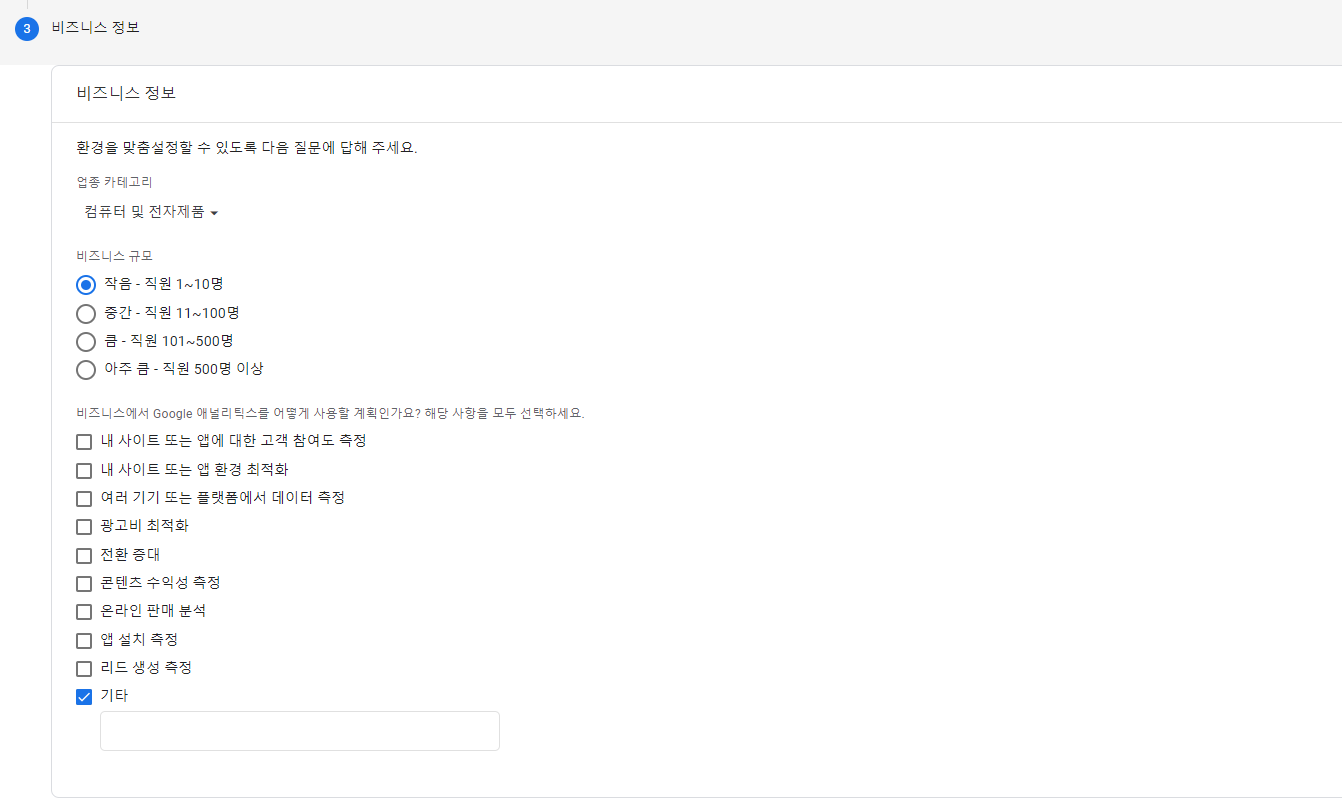 3 비즈니스 정보
비즈니스 정보
환경을 맞춤설정할 수 있도록 다음 질문에 답해 주세요.
업종 카테고리
컴퓨터 및 전자제품
비즈니스 규모
작음 - 직원 1~10명
중간 - 직원 11~100명
큼 - 직원 101~500명
아주 큼 - 직원 500명 이상
비즈니스에서 Google 애널리틱스를 어떻게 사용할 계획인가요? 해당 사항을 모두 선택하세요.
내 사이트 또는 앱에 대한 고객 참여도 측정
내 사이트 또는 앱 환경 최적화
여러 기기 또는 플랫폼에서 데이터 측정
광고비 최적화
전환 증대
콘텐츠 수익성 측정
온라인 판매 분석
앱 설치 측정
리드 생성 측정
기타